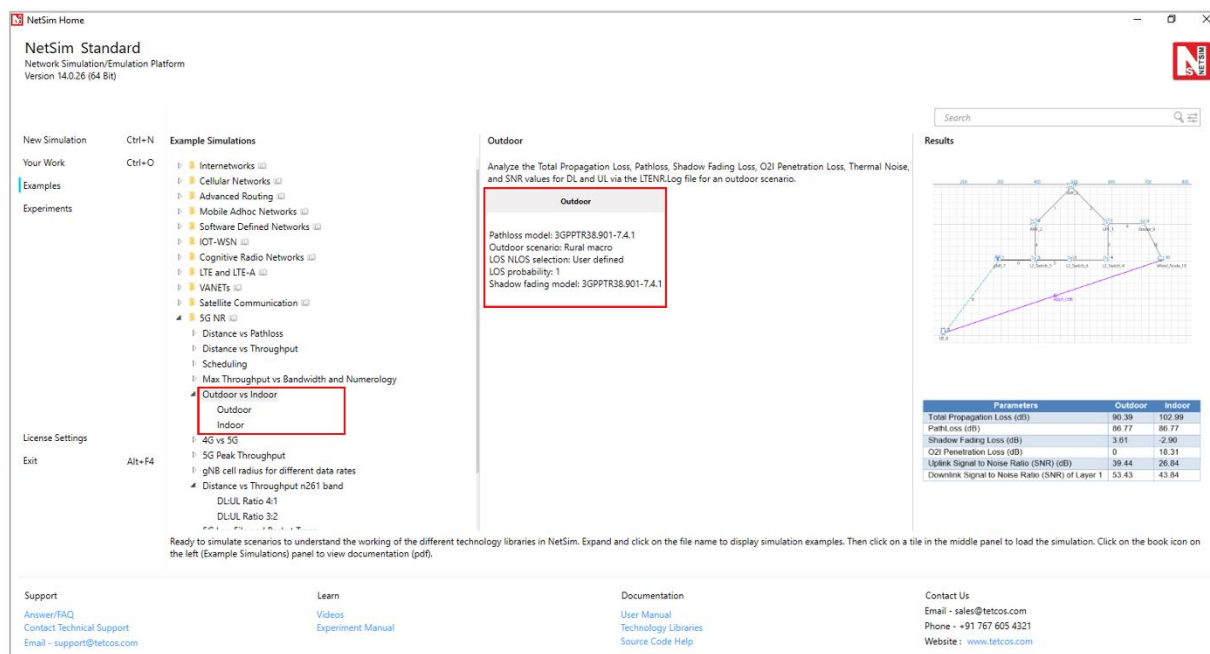 NetSim Home
NetSim Standard
Network Simulation/Emulation Platform
Version 14.0.26 (64 Bit)
NETSIM
Search
New Simulation Ctrl+N
Your Work Ctrl+O
Examples
Experiments
License Settings
Exit Alt+F4
Example Simulations
Internetworks
Cellular Networks
Advanced Routing
Mobile Adhoc Networks
Software Defined Networks
IOT-WSN
Cognitive Radio Networks
LTE and LTE-A
VANETs
Satellite Communication
5G NR
Distance vs Pathloss
Distance vs Throughput
Scheduling
Max Throughput vs Bandwidth and Numerology
Outdoor vs Indoor
Outdoor
Indoor
4G vs 5G
5G Peak Throughput
gNB cell radius for different data rates
Distance vs Throughput n261 band
DL:UL Ratio 4:1
DL:UL Ratio 3:2
Outdoor
Analyze the Total Propagation Loss, Pathloss, Shadow Fading Loss, O2I Penetration Loss, Thermal Noise,
and SNR values for DL and UL via the LTENR.Log file for an outdoor scenario.
Outdoor
Pathloss model: 3GPPTR38.901-7.4.1
Outdoor scenario: Rural macro
LOS NLOS selection: User defined
LOS probability: 1
Shadow fading model: 3GPPTR38.901-7.4.1
Results
Parameters Outdoor Indoor
Total Propagation Loss (dB) 90.39 102.99
PathLoss (dB) 86.77 86.77
Shadow Fading Loss (dB) 3.61 -2.90
O2I Penetration Loss (dB) 0 18.31
Uplink Signal to Noise Ratio (SNR) (dB) 39.44 26.84
Downlink Signal to Noise Ratio (SNR) of Layer 1 53.43 43.84
Ready to simulate scenarios to understand the working of the different technology libraries in NetSim. Expand and click on the file name to display simulation examples. Then click on a tile in the middle panel to load the simulation. Click on the book icon on
the left (Example Simulations) panel to view documentation (pdf).
Support
Answer/FAQ
Contact Technical Support
Email - support@tetcos.com
Learn
Videos
Experiment Manual
Documentation
User Manual
Technology Libraries
Source Code Help
Contact Us
Email - sales@tetcos.com
Phone - +91 767 605 4321
Website : www.tetcos.com